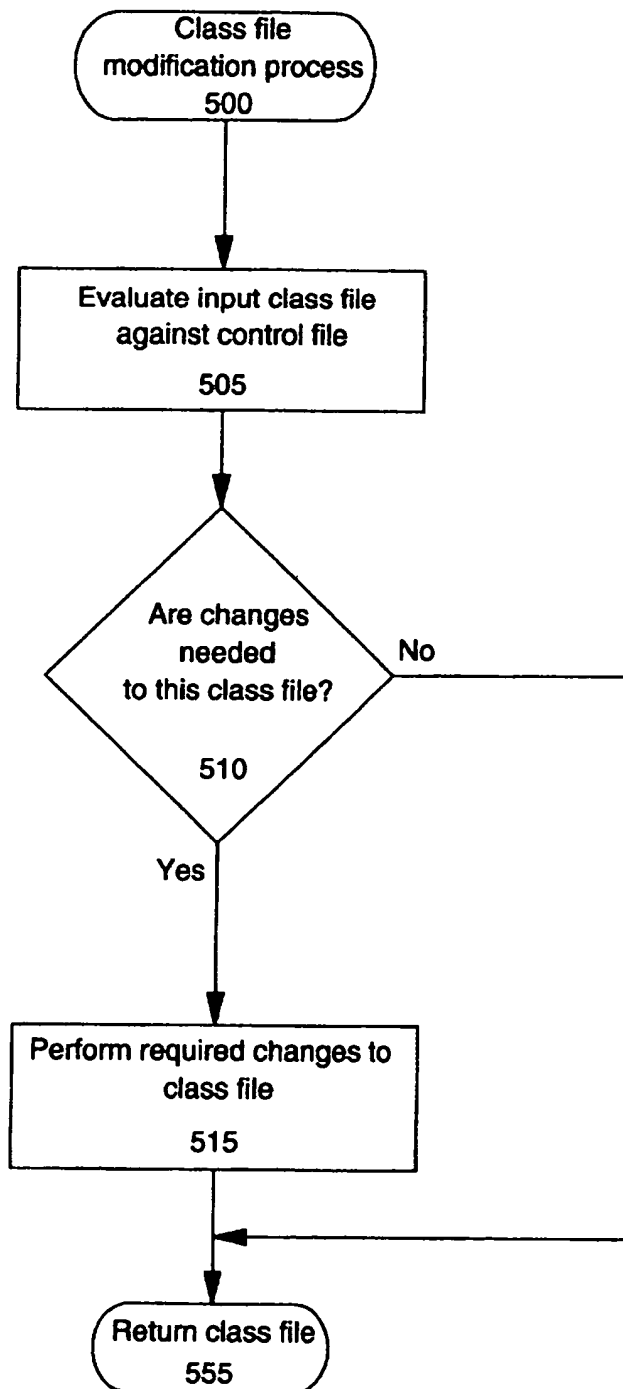 Class file
modification process
500
Evaluate input class file
against control file
505
Are changes
needed
to this class file?
510
No
Yes
Perform required changes to
class file
515
Return class file
555